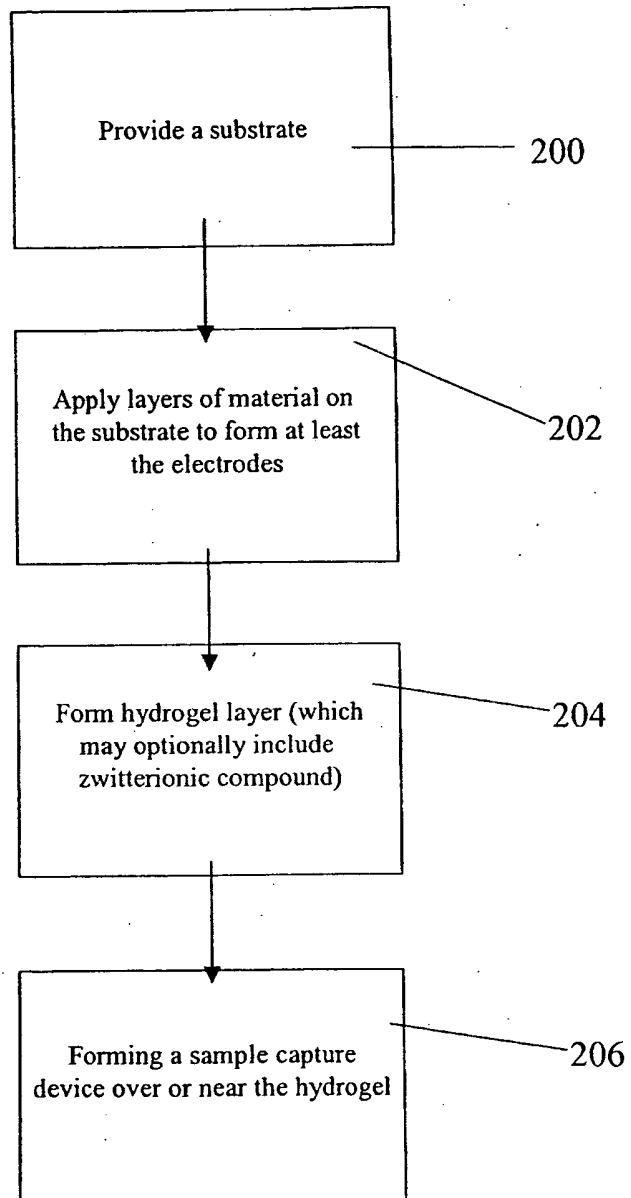 Provide a substrate
200
Apply layers of material on
the substrate to form at least
the electrodes
202
Form hydrogel layer (which
may optionally include
zwitterionic compound)
204
Forming a sample capture
device over or near the hydrogel
206